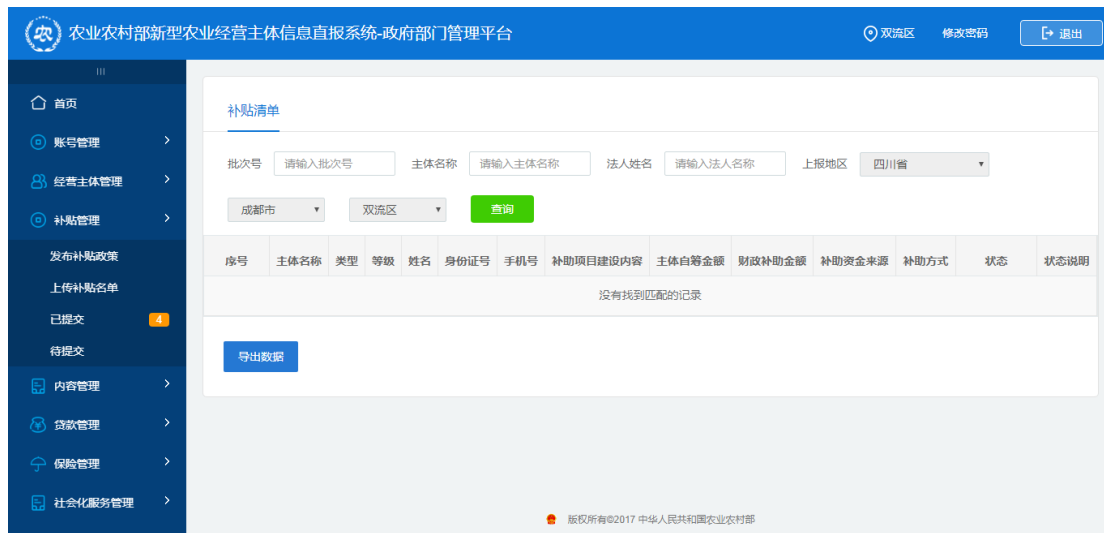 农 农业农村部新型农业经营主体信息直报系统-政府部门管理平台 双流区 修改密码 退出
首页
账号管理
经营主体管理
补贴管理
发布补贴政策
上传补贴名单
已提交 4
待提交
内容管理
贷款管理
保险管理
社会化服务管理
补贴清单
批次号 请输入批次号 主体名称 请输入主体名称 法人姓名 请输入法人名称 上报地区 四川省
成都市 双流区 查询
序号 主体名称 类型 等级 姓名 身份证号 手机号 补助项目建设内容 主体自筹金额 财政补助金额 补助资金来源 补助方式 状态 状态说明
没有找到匹配的记录
导出数据
版权所有©2017 中华人民共和国农业农村部